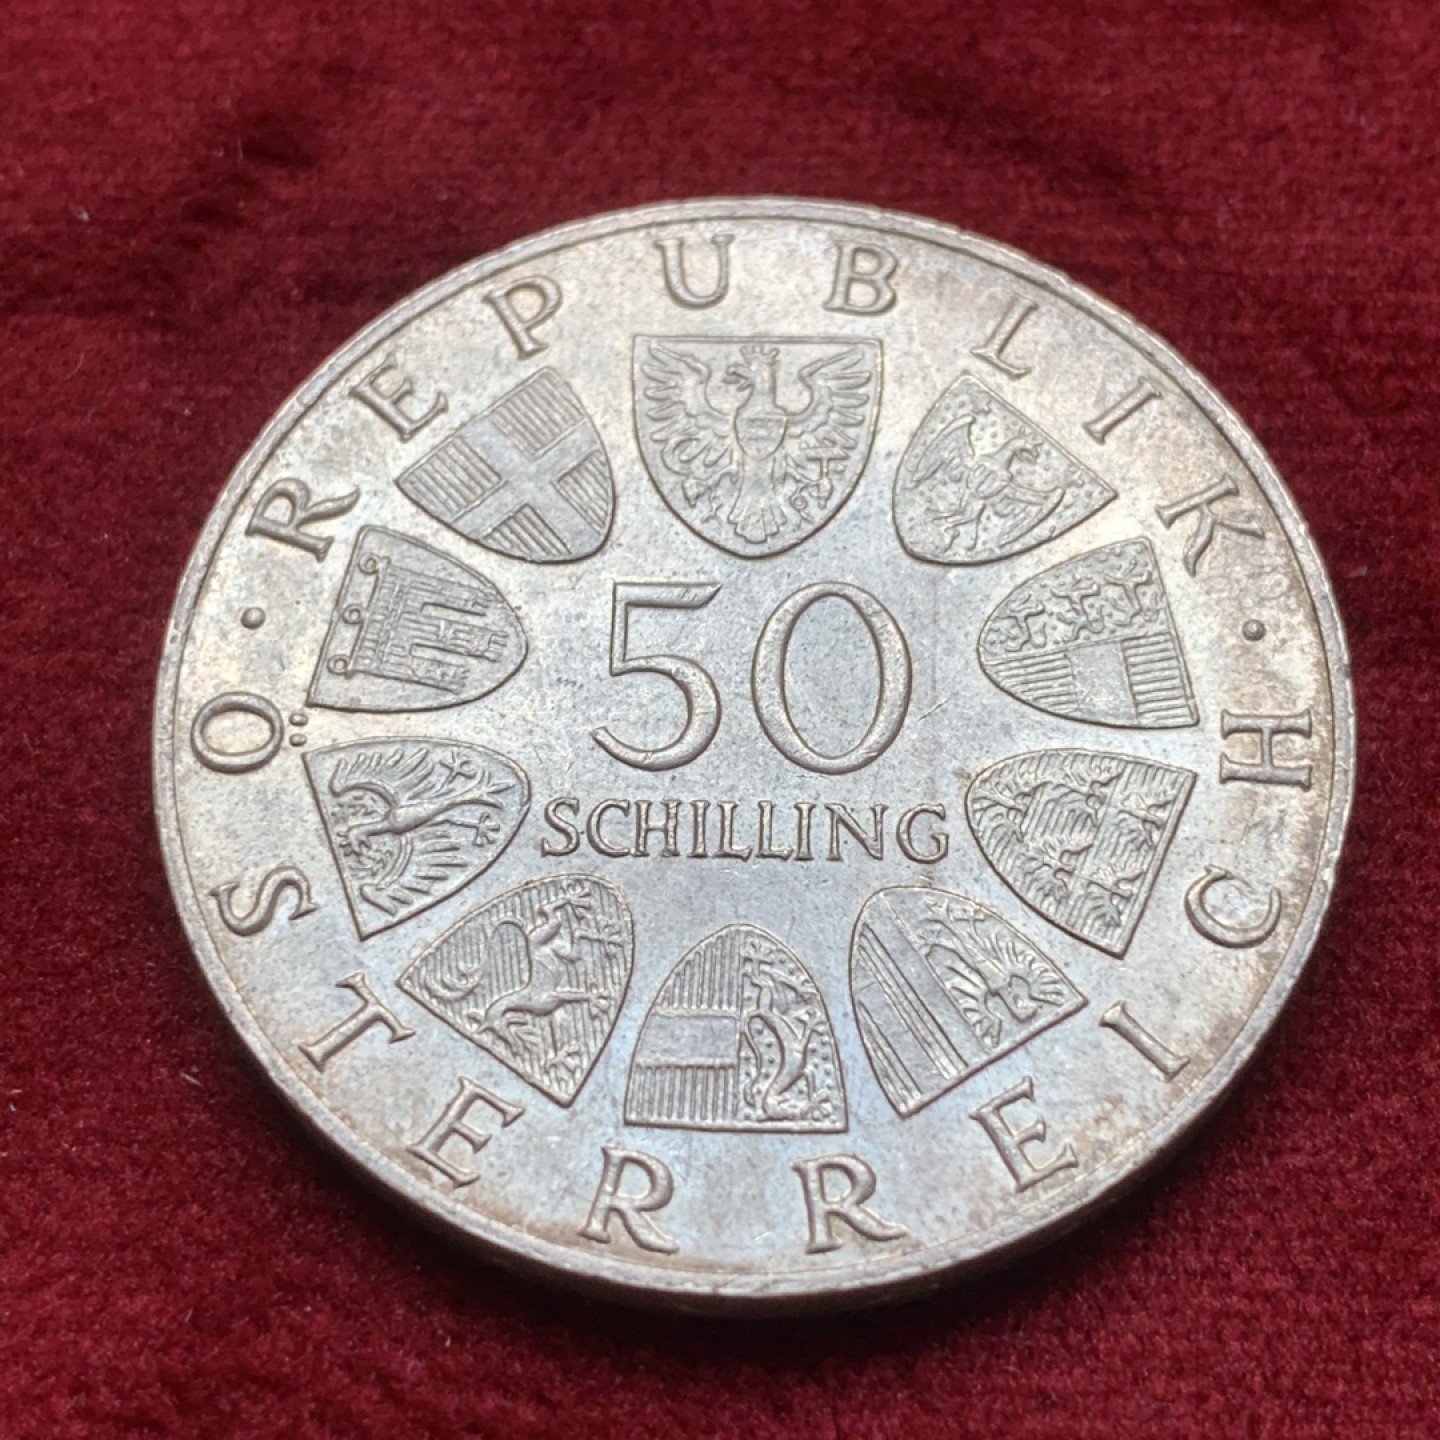 · REPUBLIK · ÖSTERREICH
50
SCHILLING